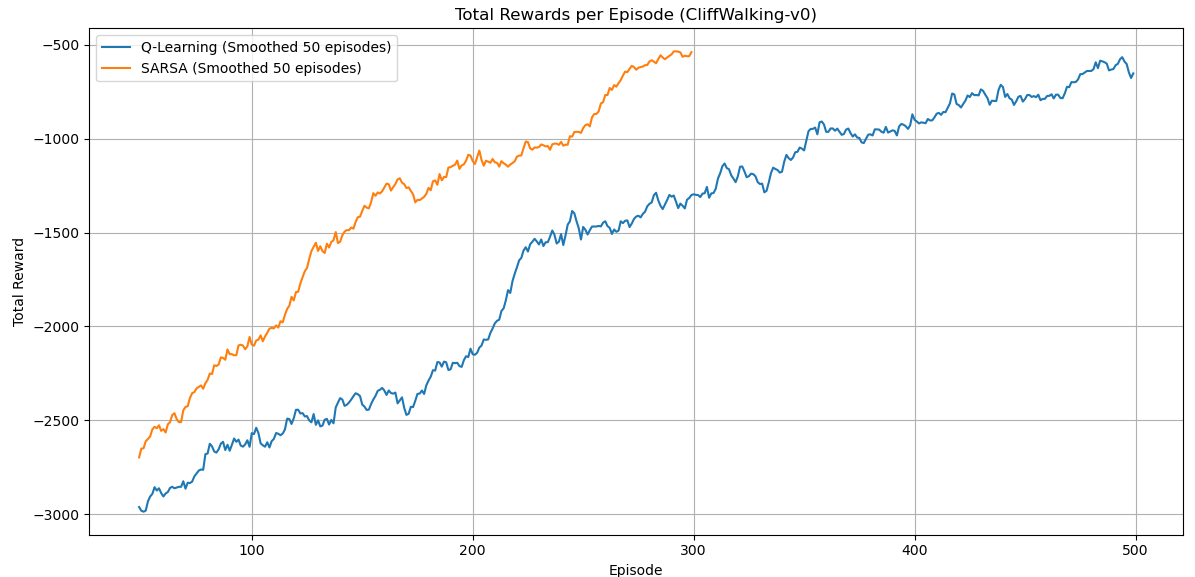 Total Rewards per Episode (CliffWalking-v0)
Q-Learning (Smoothed 50 episodes)
SARSA (Smoothed 50 episodes)
Total Reward
−500
−1000
−1500
−2000
−2500
−3000
100
200
300
400
500
Episode